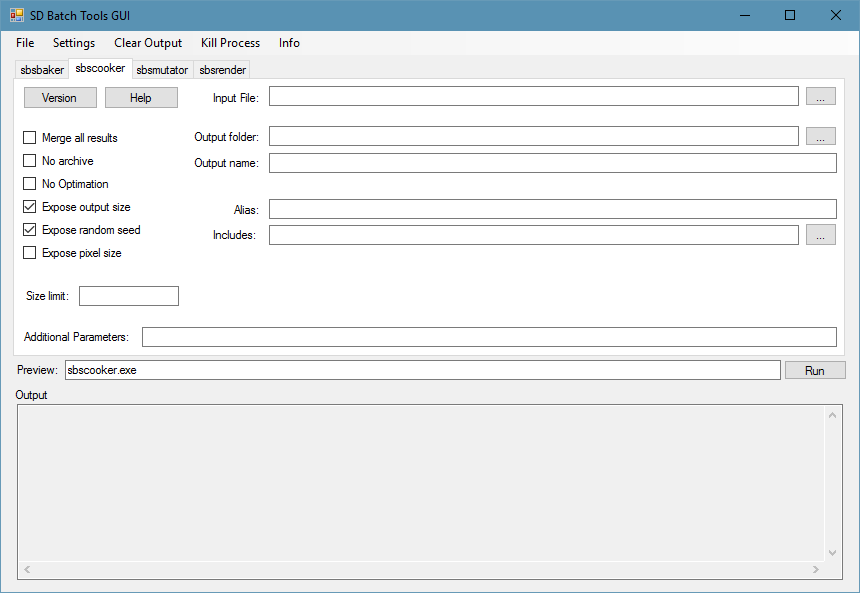 SD Batch Tools GUI
File Settings Clear Output Kill Process Info
sbsbaker sbscooker sbsmutator sbsrender
Version Help Input File: ...
Merge all results Output folder: ...
No archive Output name:
No Optimation
Expose output size Alias:
Expose random seed Includes: ...
Expose pixel size
Size limit:
Additional Parameters:
Preview: sbscooker.exe Run
Output